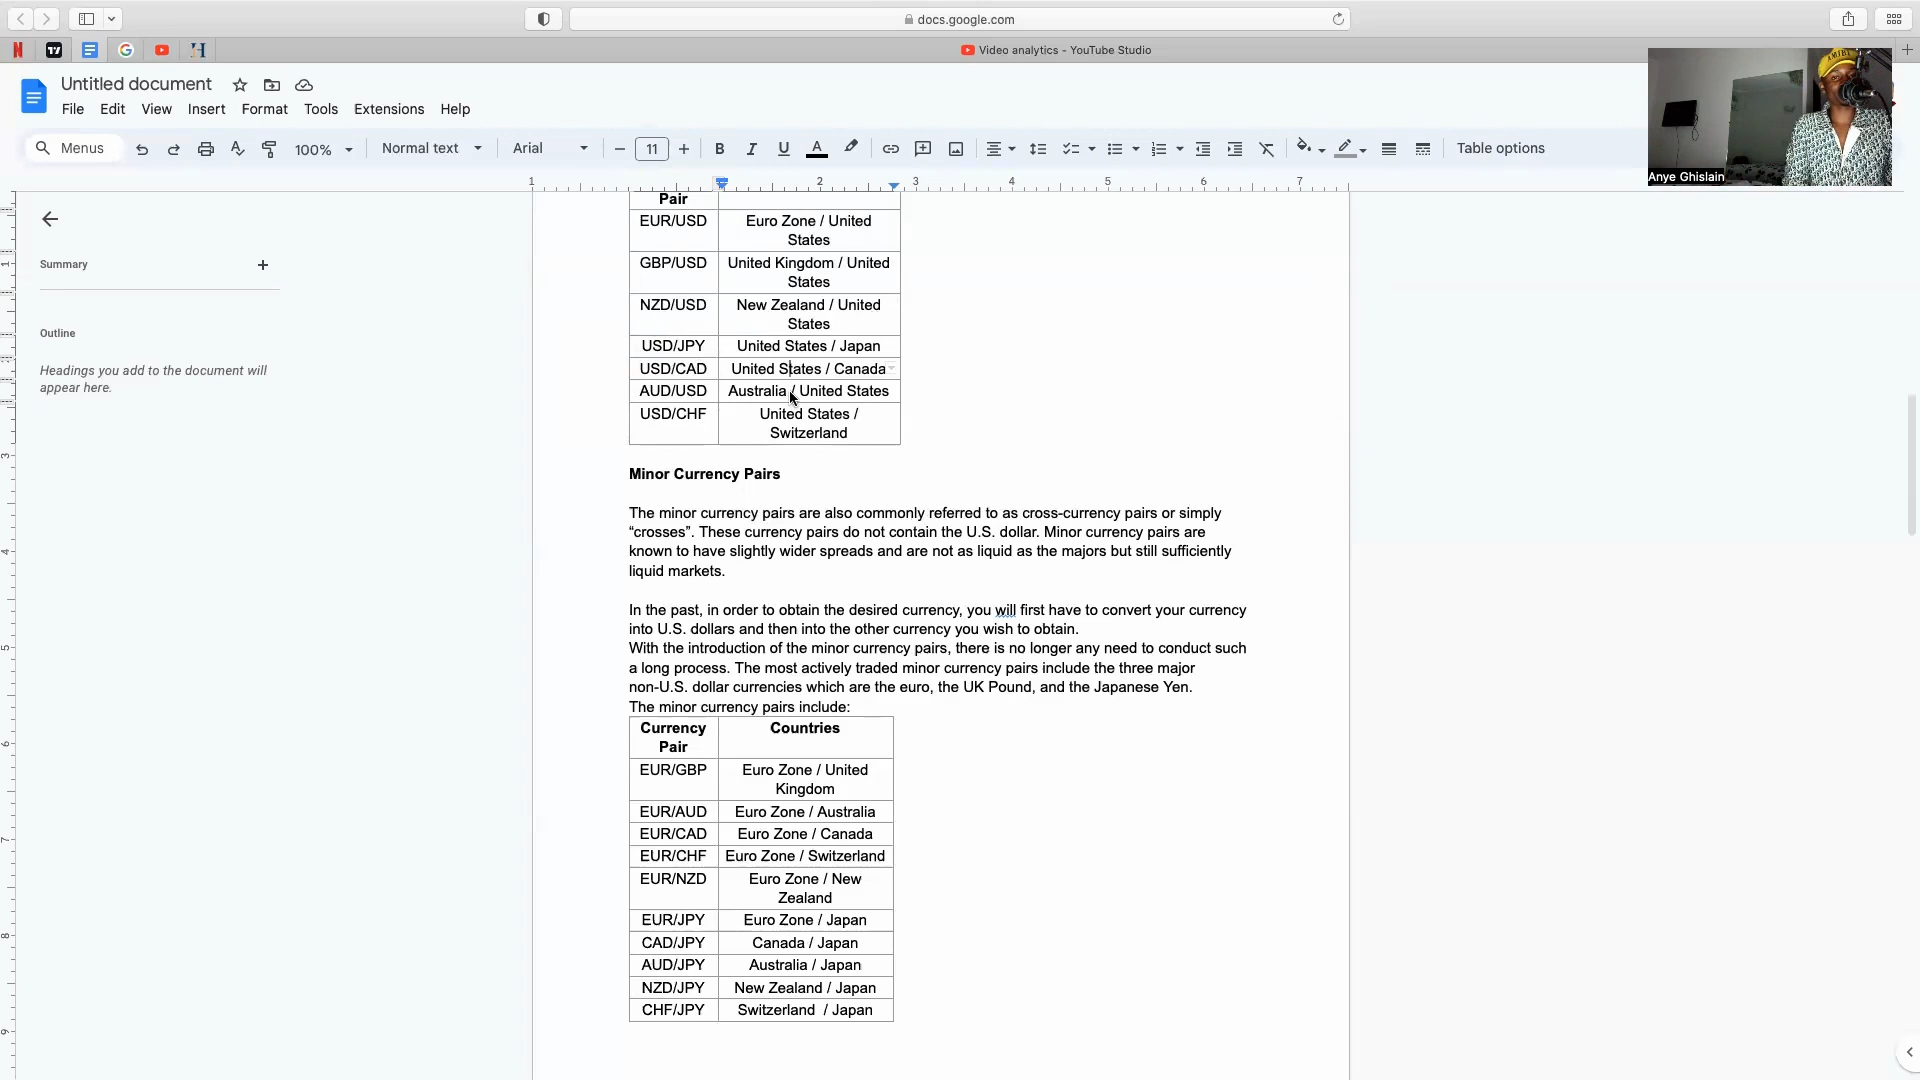 docs.google.com
Video analytics - YouTube Studio
Untitled document
File Edit View Insert Format Tools Extensions Help
Menus 100% Normal text Arial 11 Table options
Anye Ghislain
1 2 3 4 5 6 7
Summary
Outline
Headings you add to the document will
appear here.
Pair
EUR/USD Euro Zone / United
States
GBP/USD United Kingdom / United
States
NZD/USD New Zealand / United
States
USD/JPY United States / Japan
USD/CAD United States / Canada
AUD/USD Australia / United States
USD/CHF United States /
Switzerland
Minor Currency Pairs
The minor currency pairs are also commonly referred to as cross-currency pairs or simply
“crosses”. These currency pairs do not contain the U.S. dollar. Minor currency pairs are
known to have slightly wider spreads and are not as liquid as the majors but still sufficiently
liquid markets.
In the past, in order to obtain the desired currency, you will first have to convert your currency
into U.S. dollars and then into the other currency you wish to obtain.
With the introduction of the minor currency pairs, there is no longer any need to conduct such
a long process. The most actively traded minor currency pairs include the three major
non-U.S. dollar currencies which are the euro, the UK Pound, and the Japanese Yen.
The minor currency pairs include:
Currency Countries
Pair
EUR/GBP Euro Zone / United
Kingdom
EUR/AUD Euro Zone / Australia
EUR/CAD Euro Zone / Canada
EUR/CHF Euro Zone / Switzerland
EUR/NZD Euro Zone / New
Zealand
EUR/JPY Euro Zone / Japan
CAD/JPY Canada / Japan
AUD/JPY Australia / Japan
NZD/JPY New Zealand / Japan
CHF/JPY Switzerland / Japan